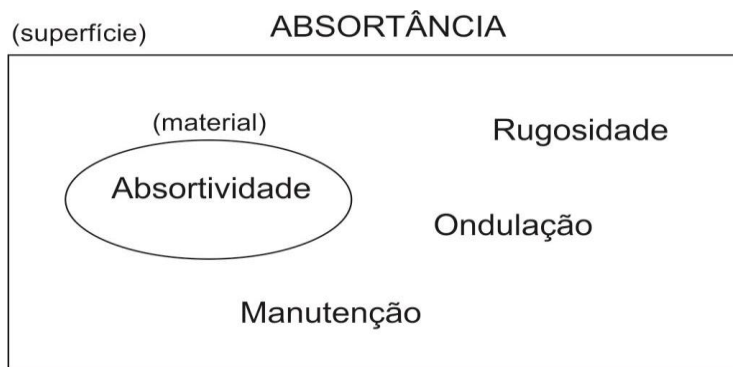 (superfície) ABSORTÂNCIA
(material)
Rugosidade
Absortividade
Ondulação
Manutenção